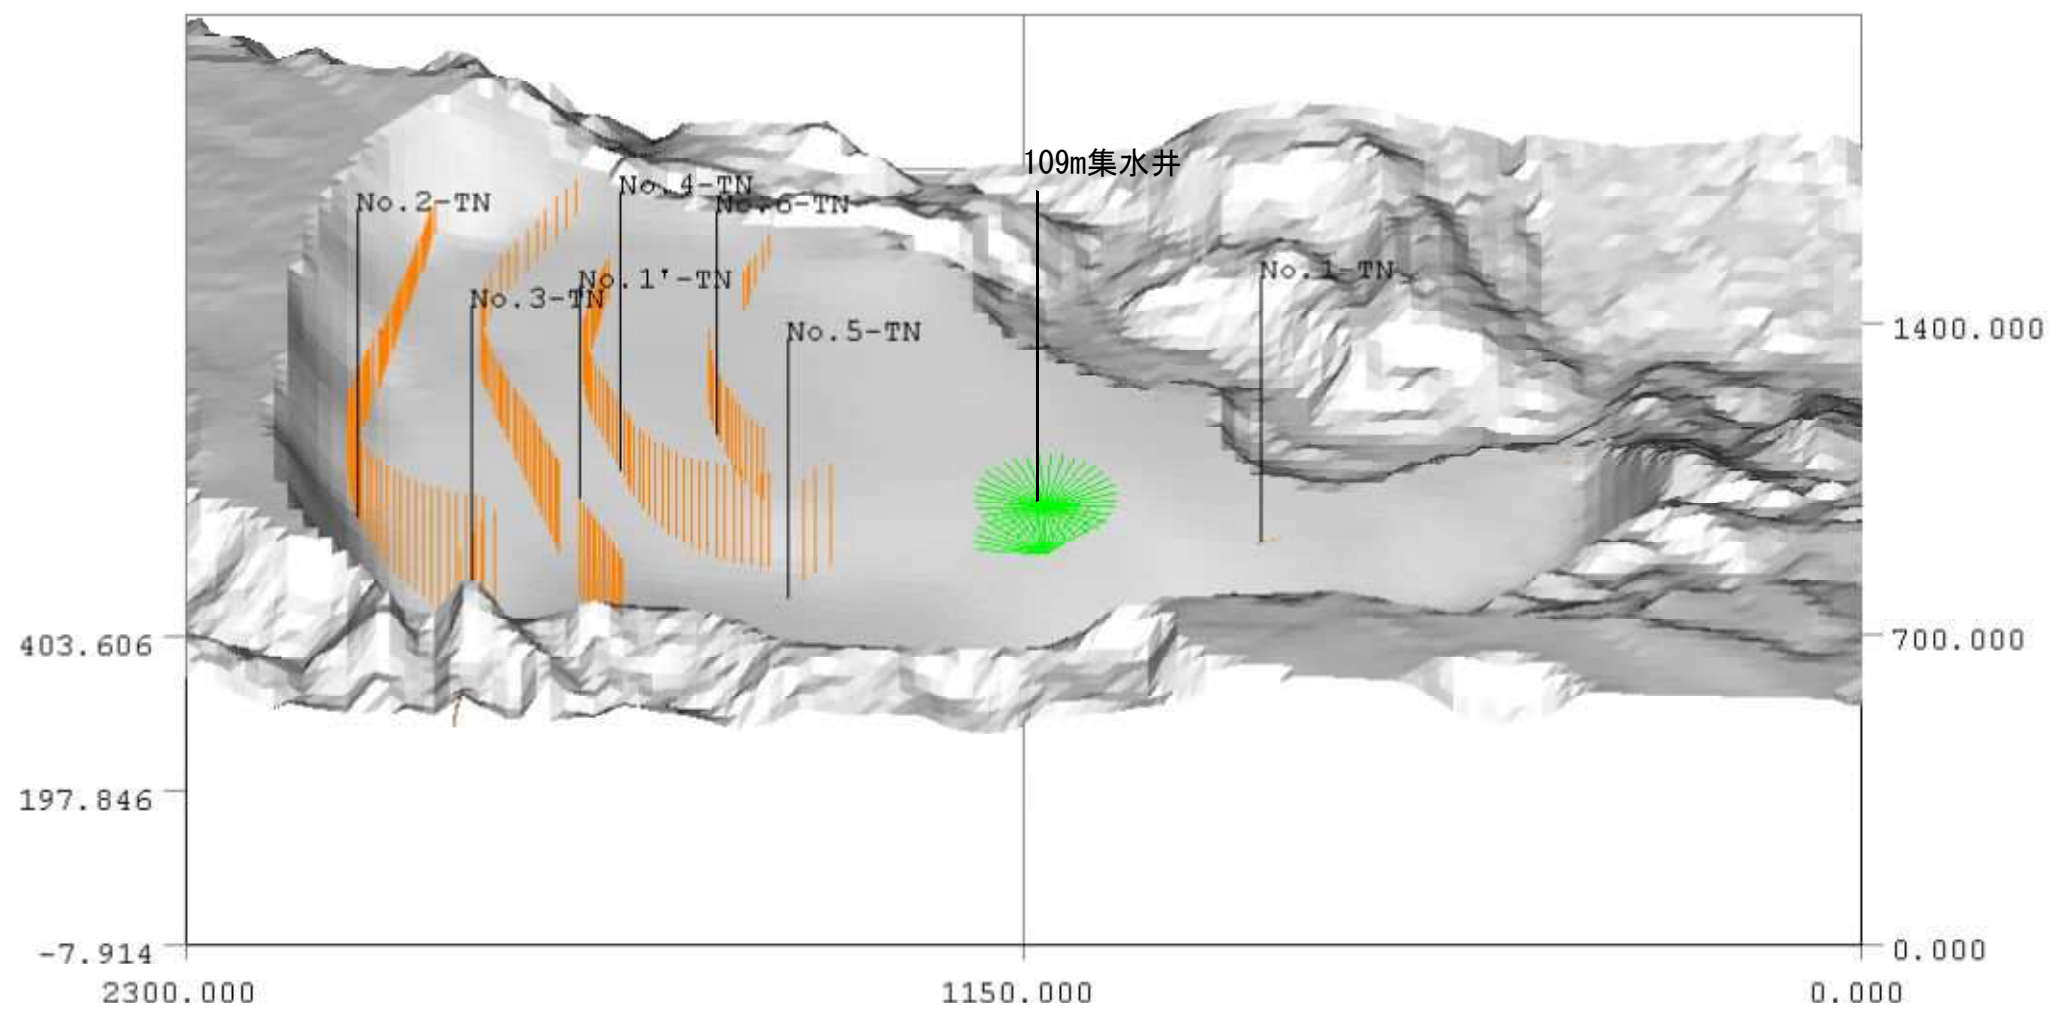 109m集水井
No.4-TN
No.2-TN
No.6-TN
No.1-TN
No.1'-TN
No.3-TN
No.5-TN
1400.000
403.606
700.000
197.846
-7.914
0.000
2300.000
1150.000
0.000